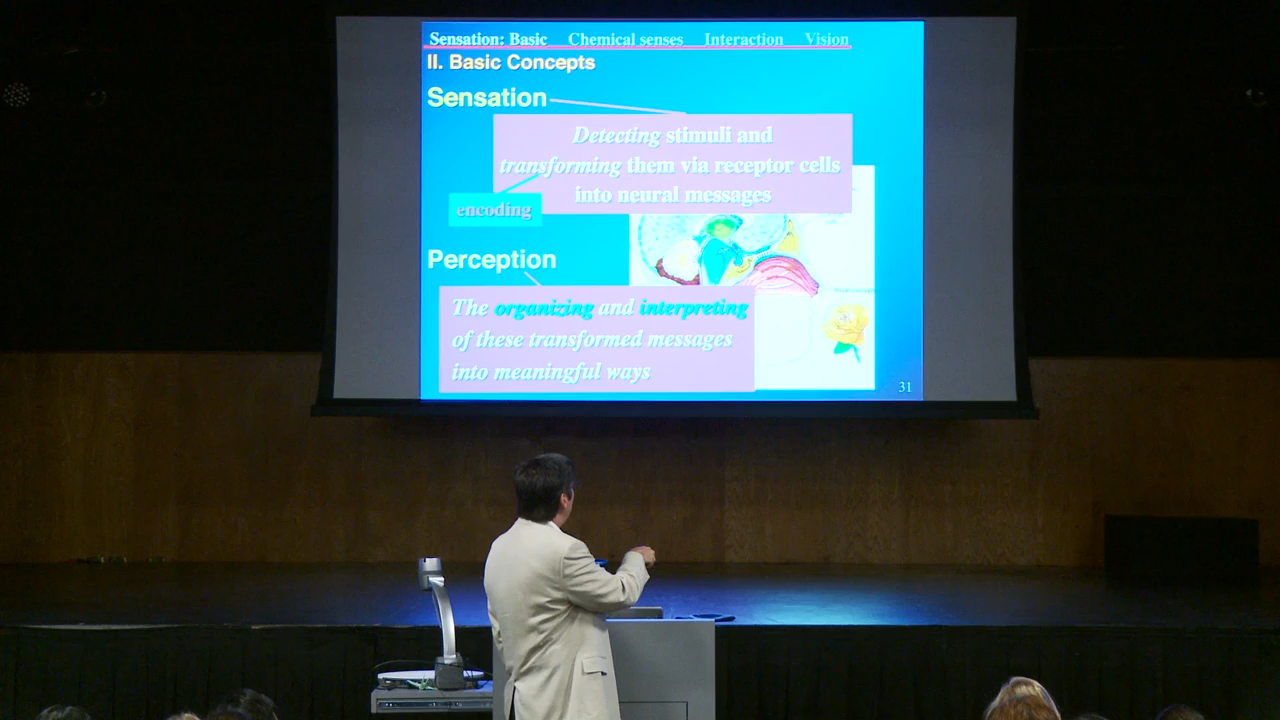 Sensation: Basic Chemical senses Interaction Vision
II. Basic Concepts
Sensation
Detecting stimuli and
transforming them via receptor cells
into neural messages
encoding
Perception
The organizing and interpreting
of these transformed messages
into meaningful ways
31